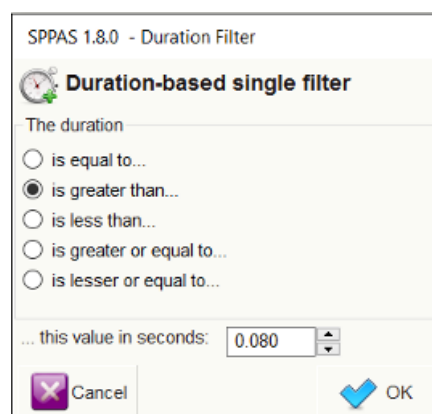 SPPAS 1.8.0 - Duration Filter
Duration-based single filter
The duration
is equal to...
is greater than...
is less than...
is greater or equal to...
is lesser or equal to...
... this value in seconds: 0.080
Cancel OK